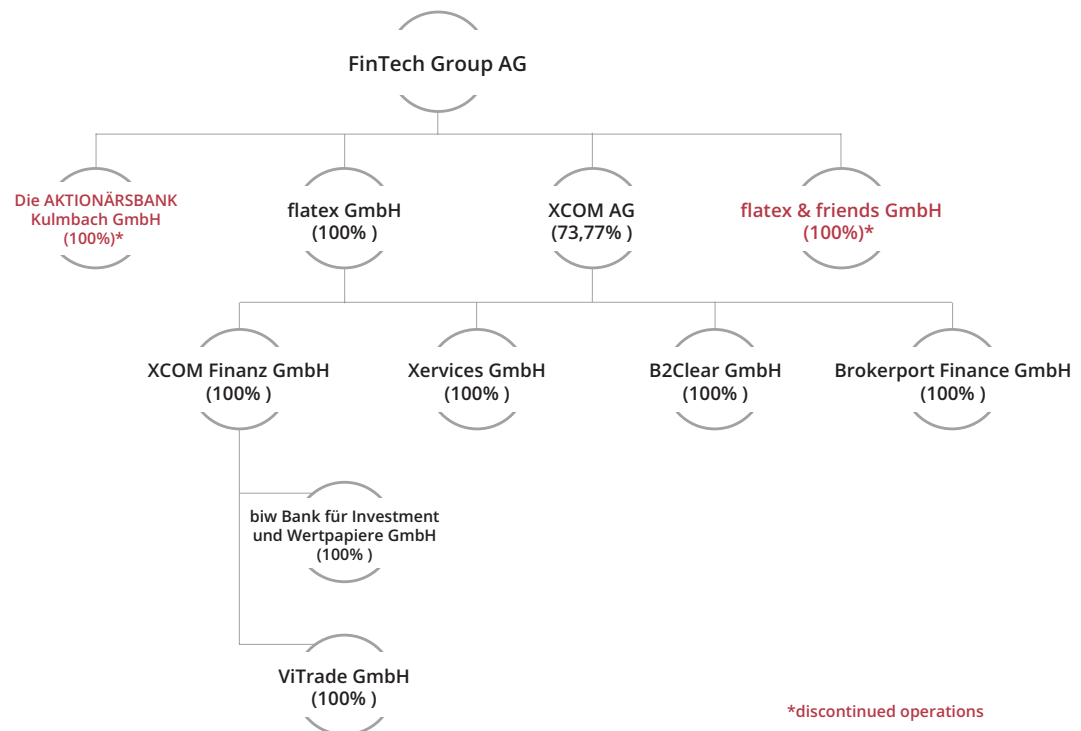 FinTech Group AG
Die AKTIONÄRSBANK
Kulmbach GmbH
(100%)*
flatex GmbH
(100% )
XCOM AG
(73,77% )
flatex & friends GmbH
(100%)*
XCOM Finanz GmbH
(100% )
Xervices GmbH
(100% )
B2Clear GmbH
(100% )
Brokerport Finance GmbH
(100% )
biw Bank für Investment
und Wertpapiere GmbH
(100% )
ViTrade GmbH
(100% )
*discontinued operations